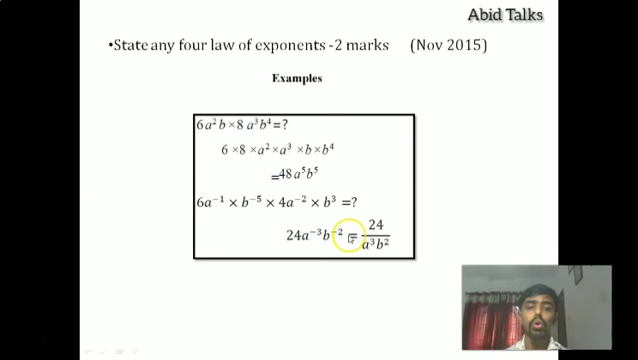 Abid Talks
•State any four law of exponents -2 marks (Nov 2015)
Examples
6a²b×8 a³b⁴=?
6 ×8 ×a² ×a³ ×b×b⁴
=48 a⁵b⁵
6a⁻¹ × b⁻⁵ × 4a⁻² × b³ =?
24a⁻³b⁻² = 24/a³b²